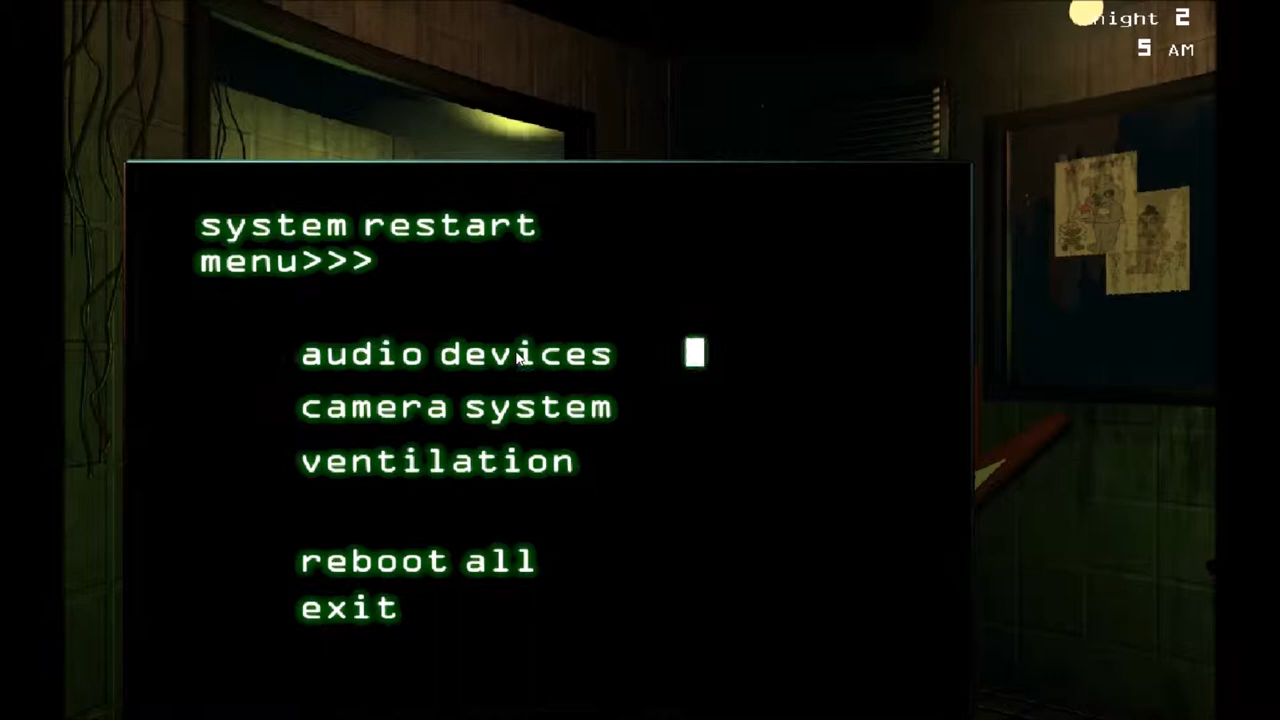 night 2
5 AM
system restart
menu>>>
audio devices
camera system
ventilation
reboot all
exit